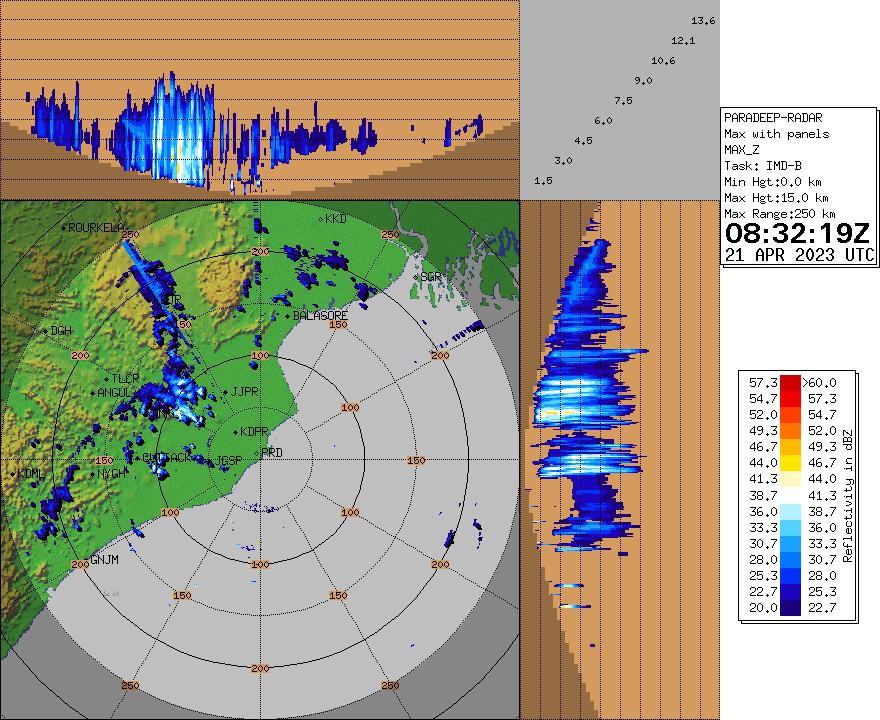 13.6
12.1
10.6
9.0
7.5
6.0
4.5
3.0
1.5
PARADEEP-RADAR
Max with panels
MAX_Z
Task: IMD-B
Min Hgt:0.0 km
Max Hgt:15.0 km
Max Range:250 km
08:32:19Z
21 APR 2023 UTC
KKD
ROURKELA
250 250
200
SGR
BALASORE
150 150
DGH
200 100 200
TLCR
ANGUL JJPR
100
KDPR
PRD
CUTTACK JGSP
150 150
KDML NYGH
100 100
GNJM
200 100 200
150 150
200
250 250
57.3 >60.0
54.7 57.3
52.0 54.7
49.3 52.0
46.7 49.3
44.0 46.7
41.3 44.0
38.7 41.3
36.0 38.7
33.3 36.0
30.7 33.3
28.0 30.7
25.3 28.0
22.7 25.3
20.0 22.7
Reflectivity in dBZ